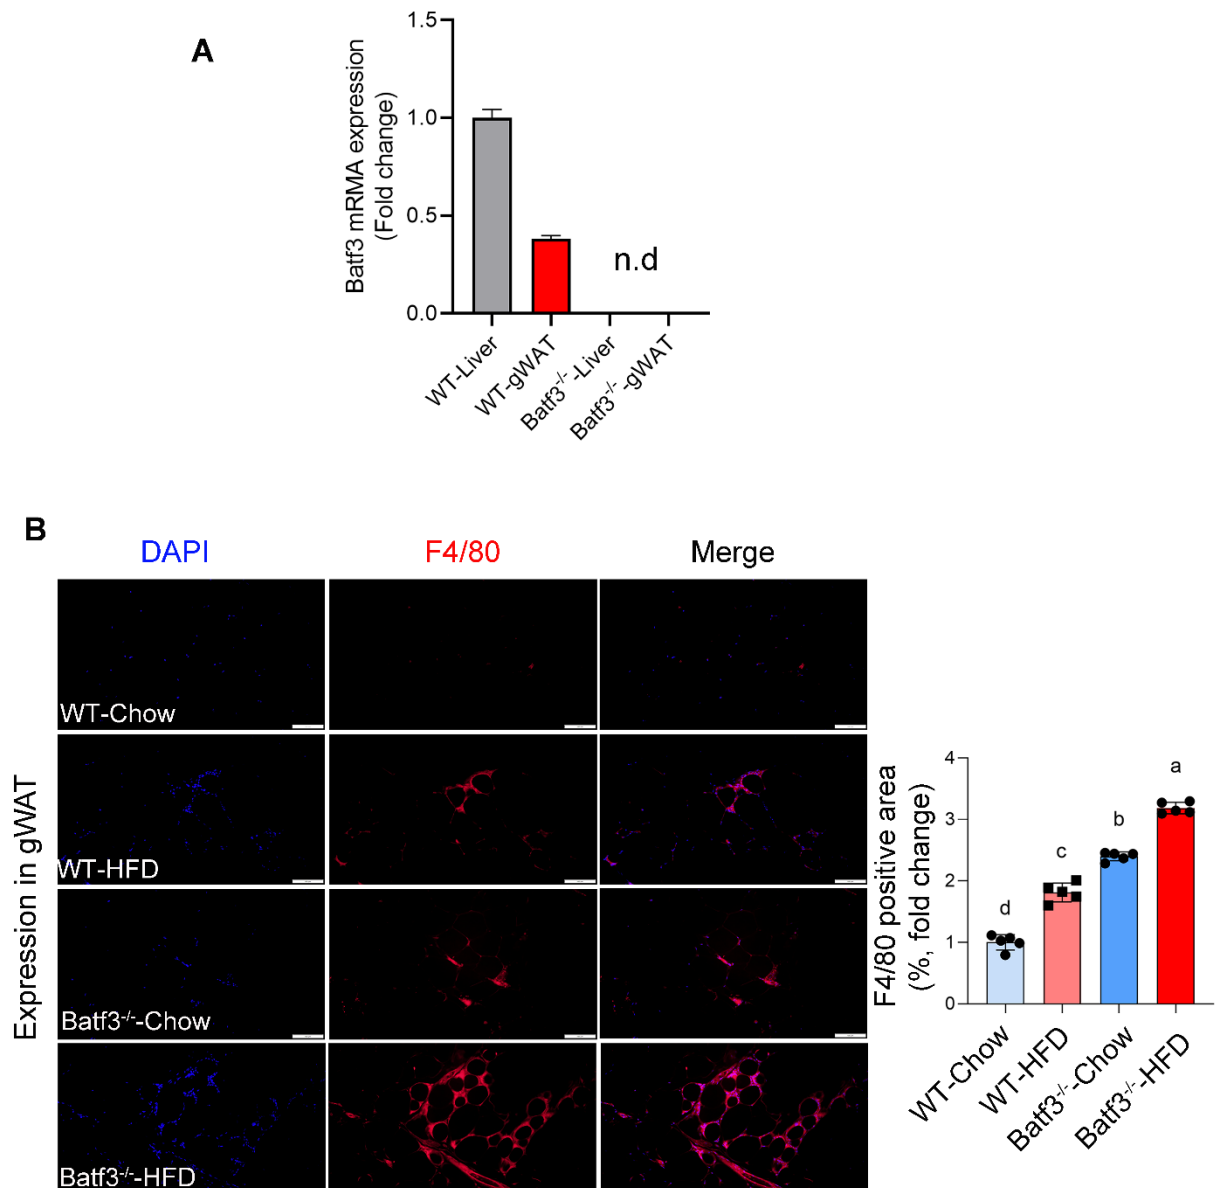 A
Batf3 mRMA expression
(Fold change)
1.5
1.0
0.5
0.0
n.d
WT-Liver
WT-gWAT
Batf3-/--Liver
Batf3-/--gWAT
B
DAPI
F4/80
Merge
Expression in gWAT
WT-Chow
WT-HFD
Batf3-/--Chow
Batf3-/--HFD
F4/80 positive area
(%, fold change)
4
3
2
1
0
d
c
b
a
WT-Chow
WT-HFD
Batf3-/--Chow
Batf3-/--HFD